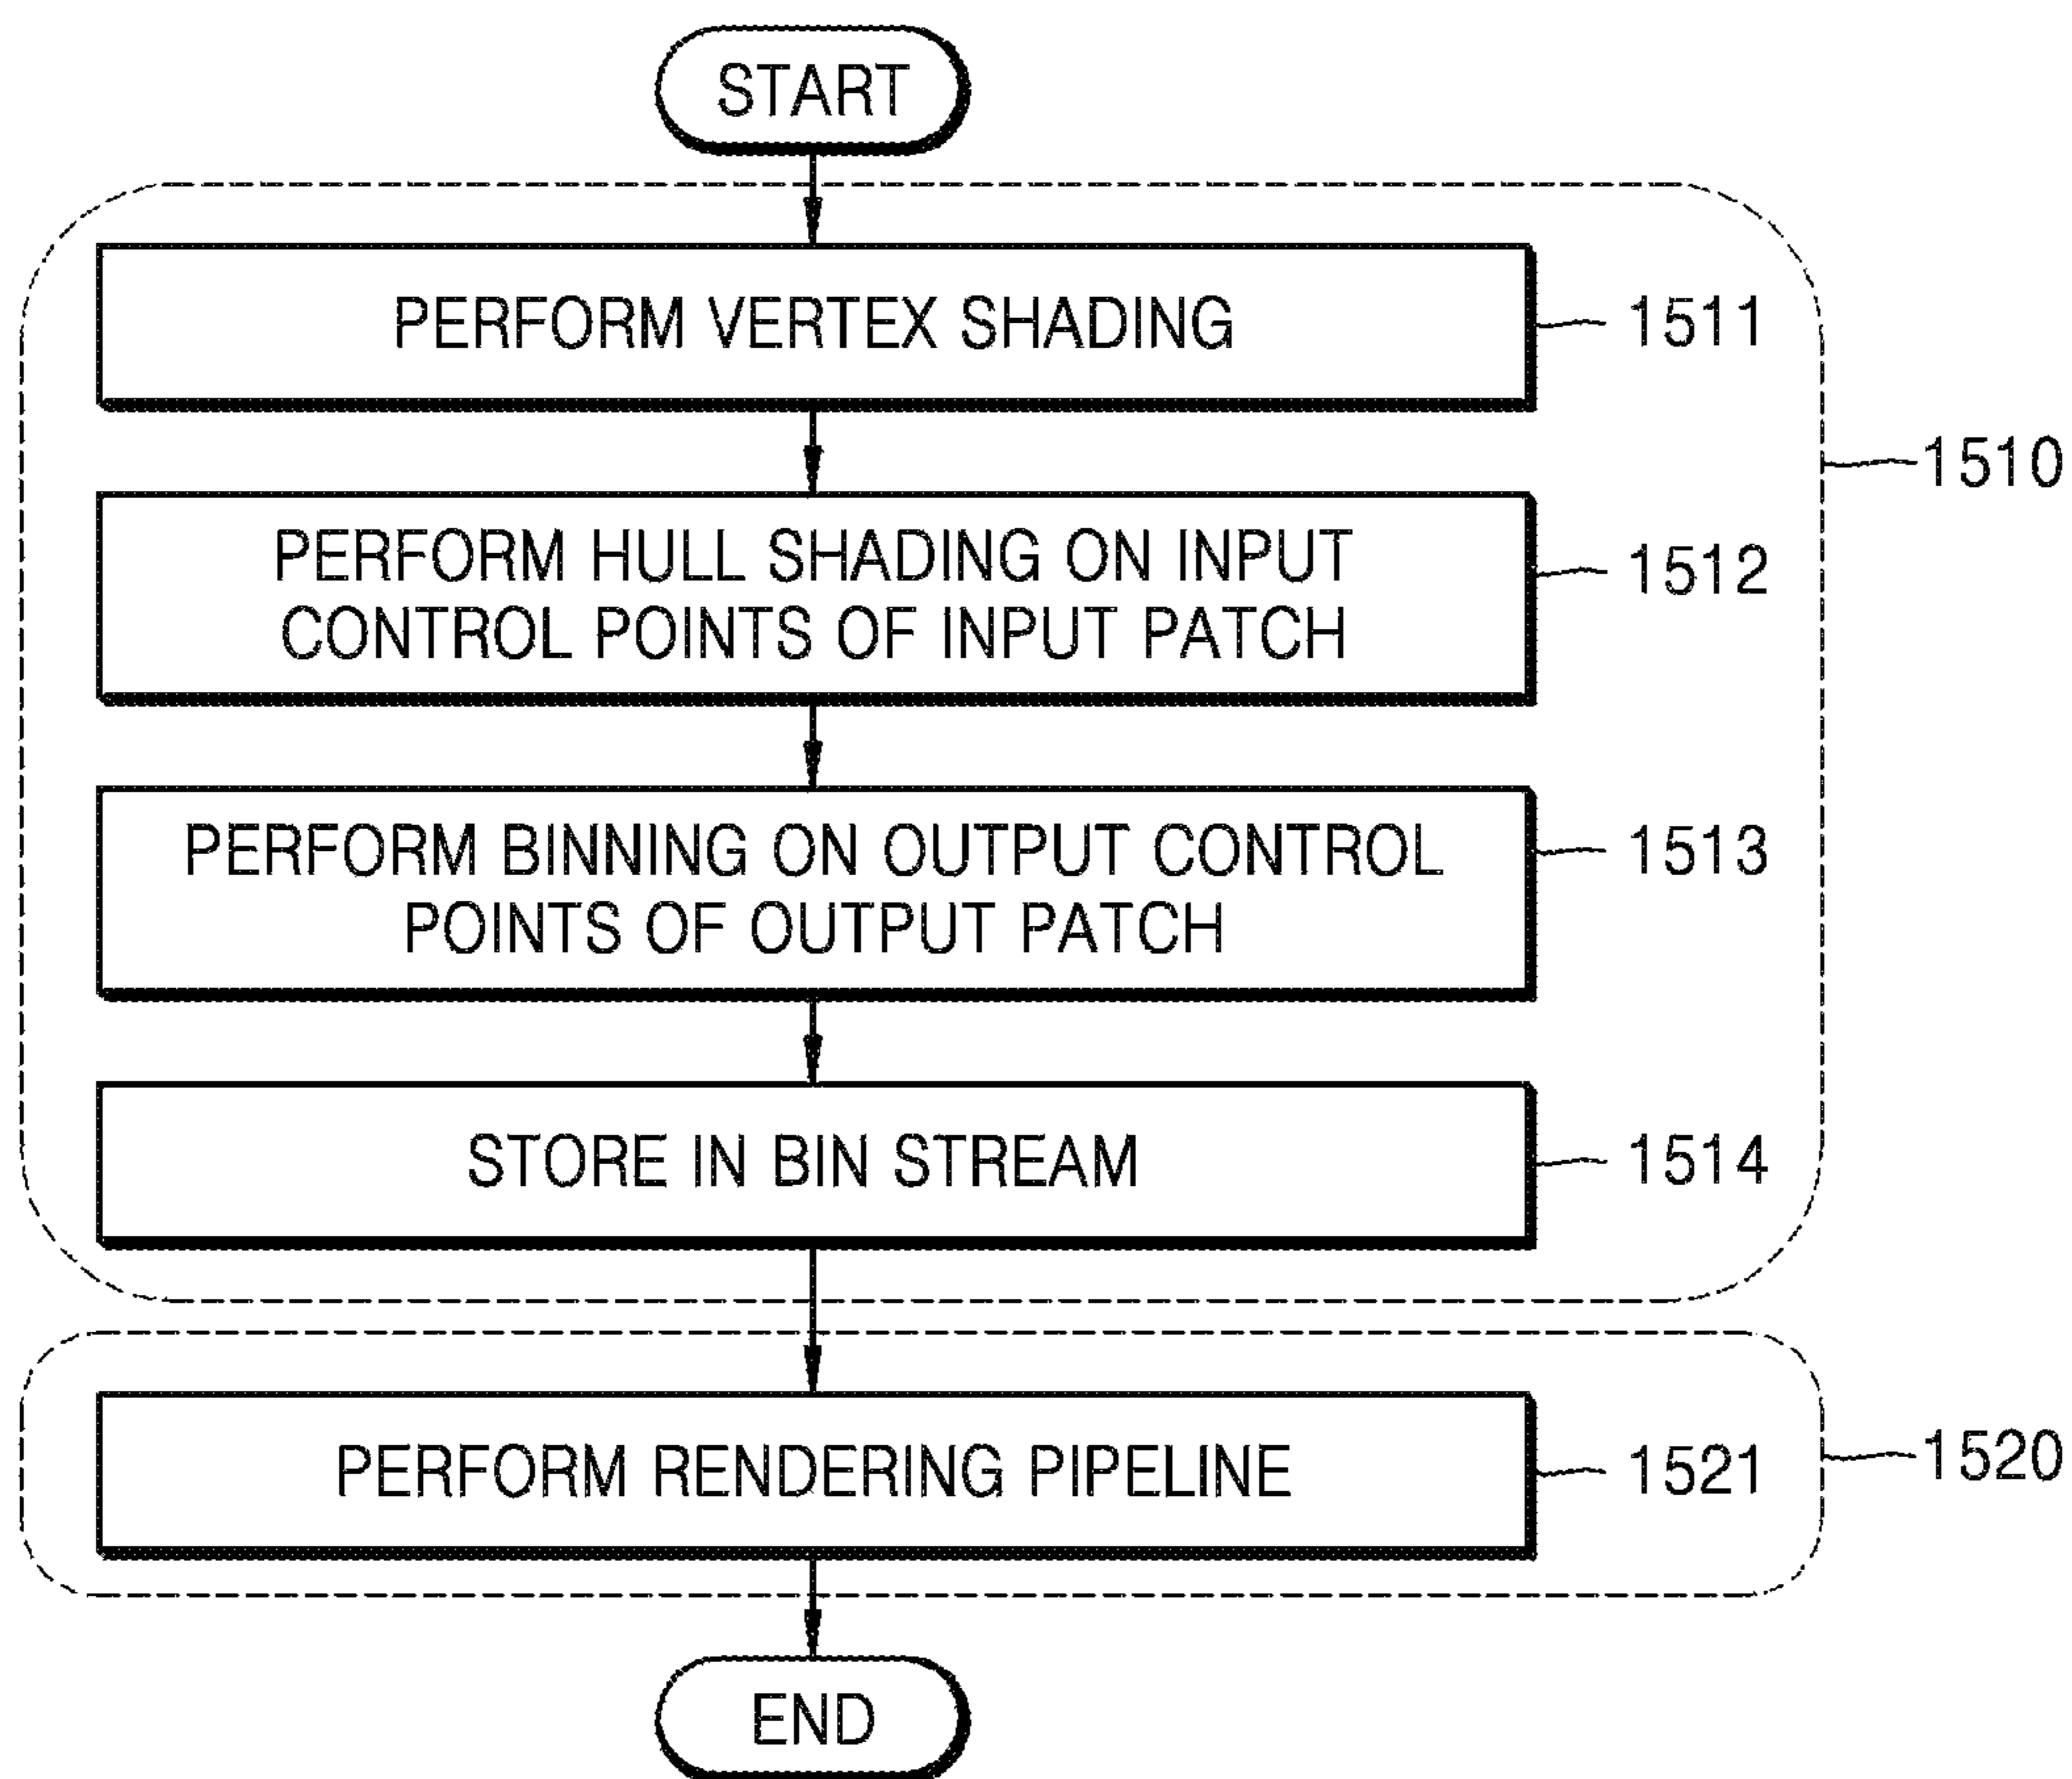 START
PERFORM VERTEX SHADING
1511
1510
PERFORM HULL SHADING ON INPUT
CONTROL POINTS OF INPUT PATCH
1512
PERFORM BINNING ON OUTPUT CONTROL
POINTS OF OUTPUT PATCH
1513
STORE IN BIN STREAM
1514
PERFORM RENDERING PIPELINE
1521
1520
END